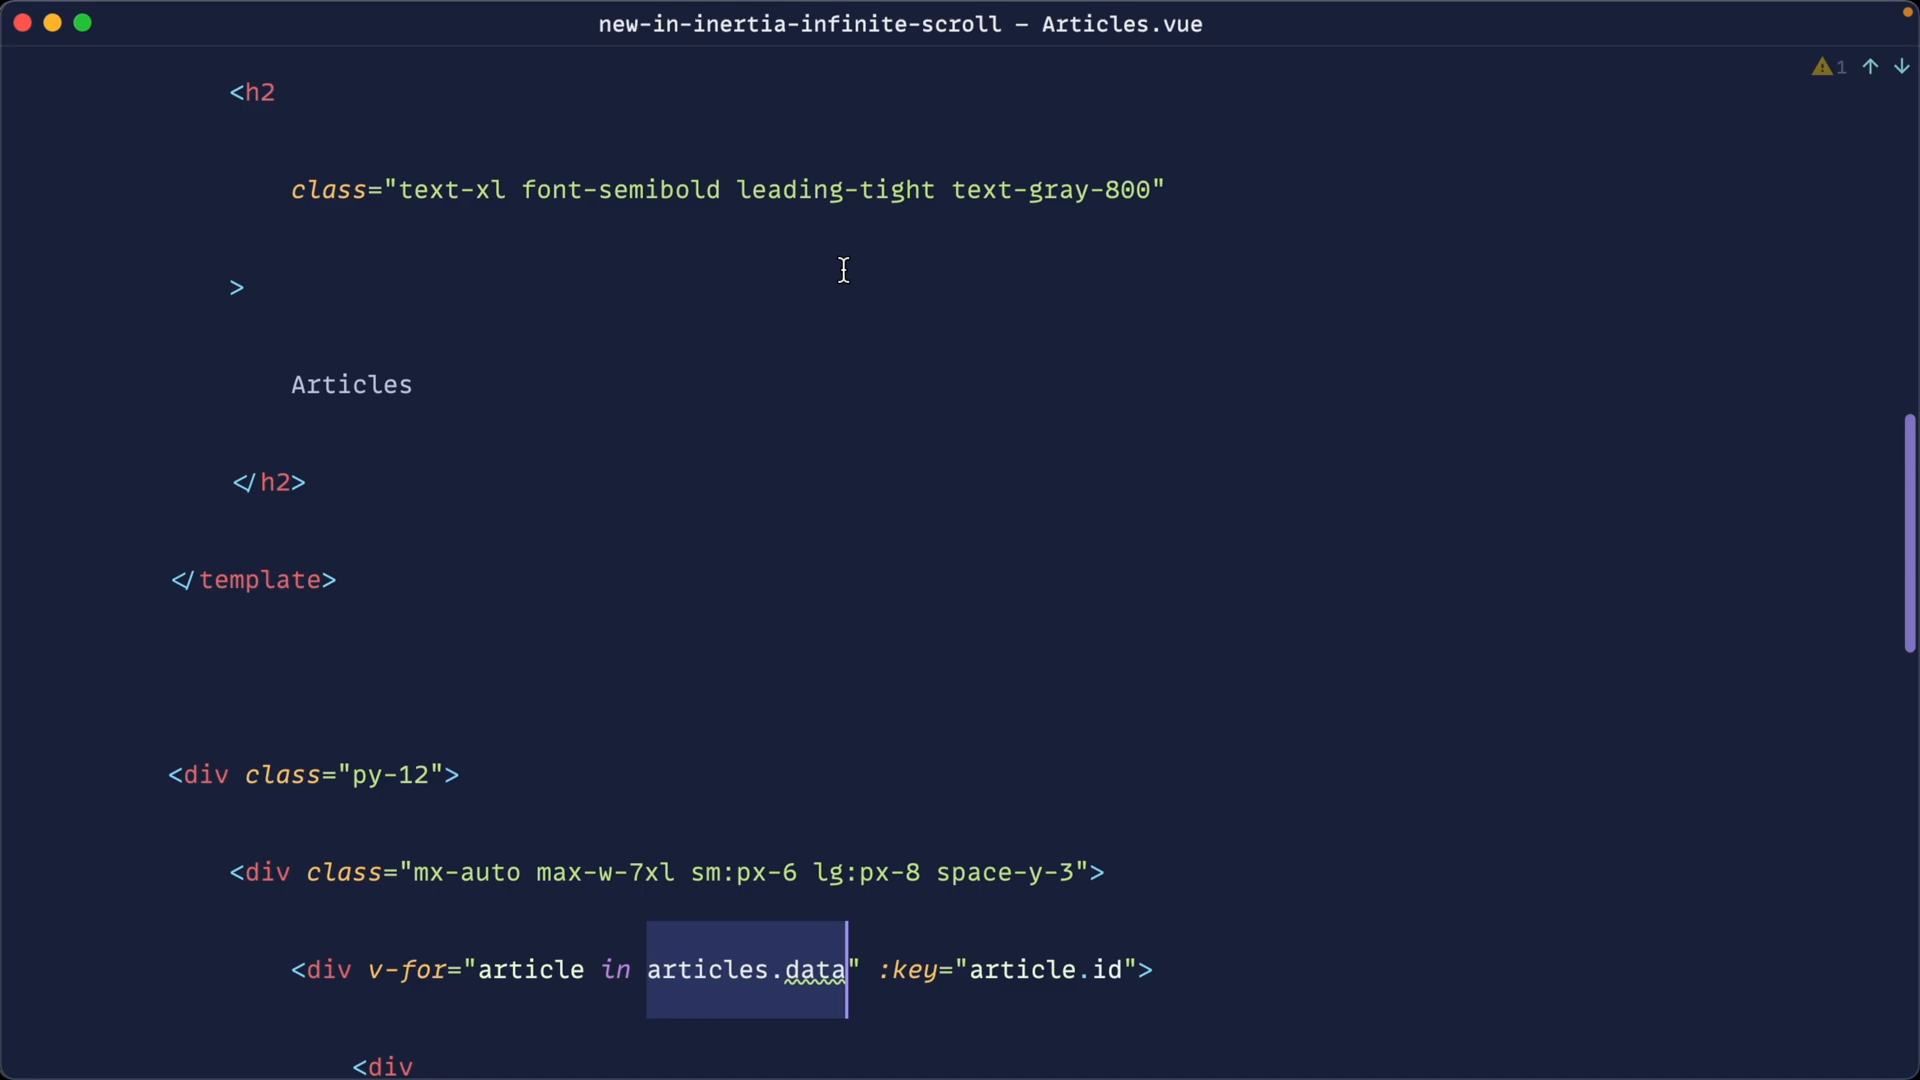 new-in-inertia-infinite-scroll – Articles.vue
1
<h2
class="text-xl font-semibold leading-tight text-gray-800"
>
Articles
</h2>
</template>
<div class="py-12">
<div class="mx-auto max-w-7xl sm:px-6 lg:px-8 space-y-3">
<div v-for="article in articles.data" :key="article.id">
<div